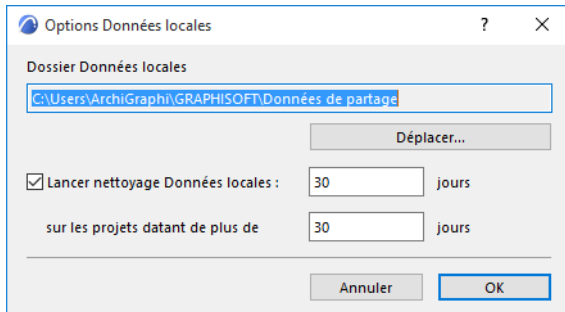 Options Données locales
?
Dossier Données locales
C:\Users\ArchiGraphi\GRAPHISOFT\Données de partage
Déplacer...
Lancer nettoyage Données locales : 30 jours
sur les projets datant de plus de 30 jours
Annuler OK